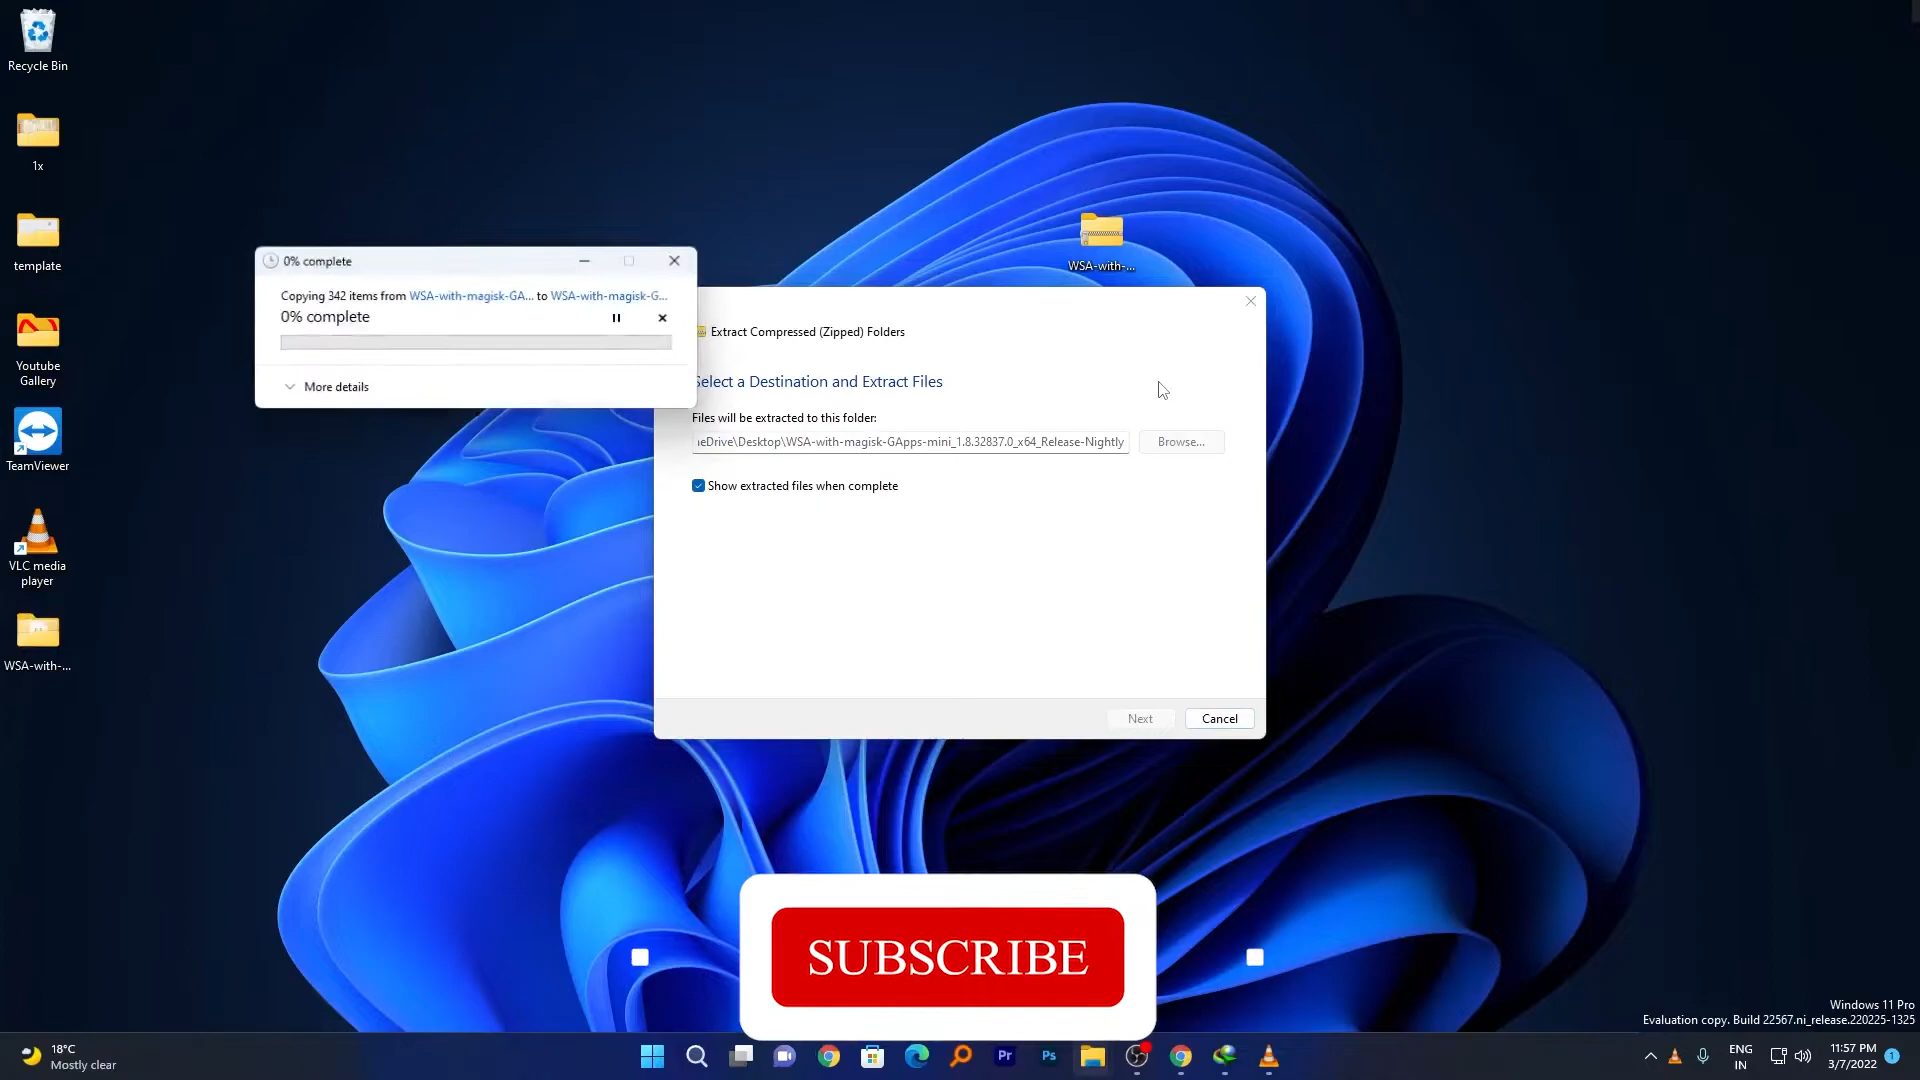 Recycle Bin
1x
template
Youtube
Gallery
TeamViewer
VLC media
player
WSA-with-...
WSA-with-...
0% complete
Copying 342 items from WSA-with-magisk-GA... to WSA-with-magisk-G...
0% complete
More details
Extract Compressed (Zipped) Folders
Select a Destination and Extract Files
Files will be extracted to this folder:
eDrive\Desktop\WSA-with-magisk-GApps-mini_1.8.32837.0_x64_Release-Nightly
Browse...
Show extracted files when complete
Next
Cancel
SUBSCRIBE
Windows 11 Pro
Evaluation copy. Build 22567.ni_release.220225-1325
18°C
Mostly clear
Pr
Ps
ENG
IN
11:57 PM
3/7/2022
1